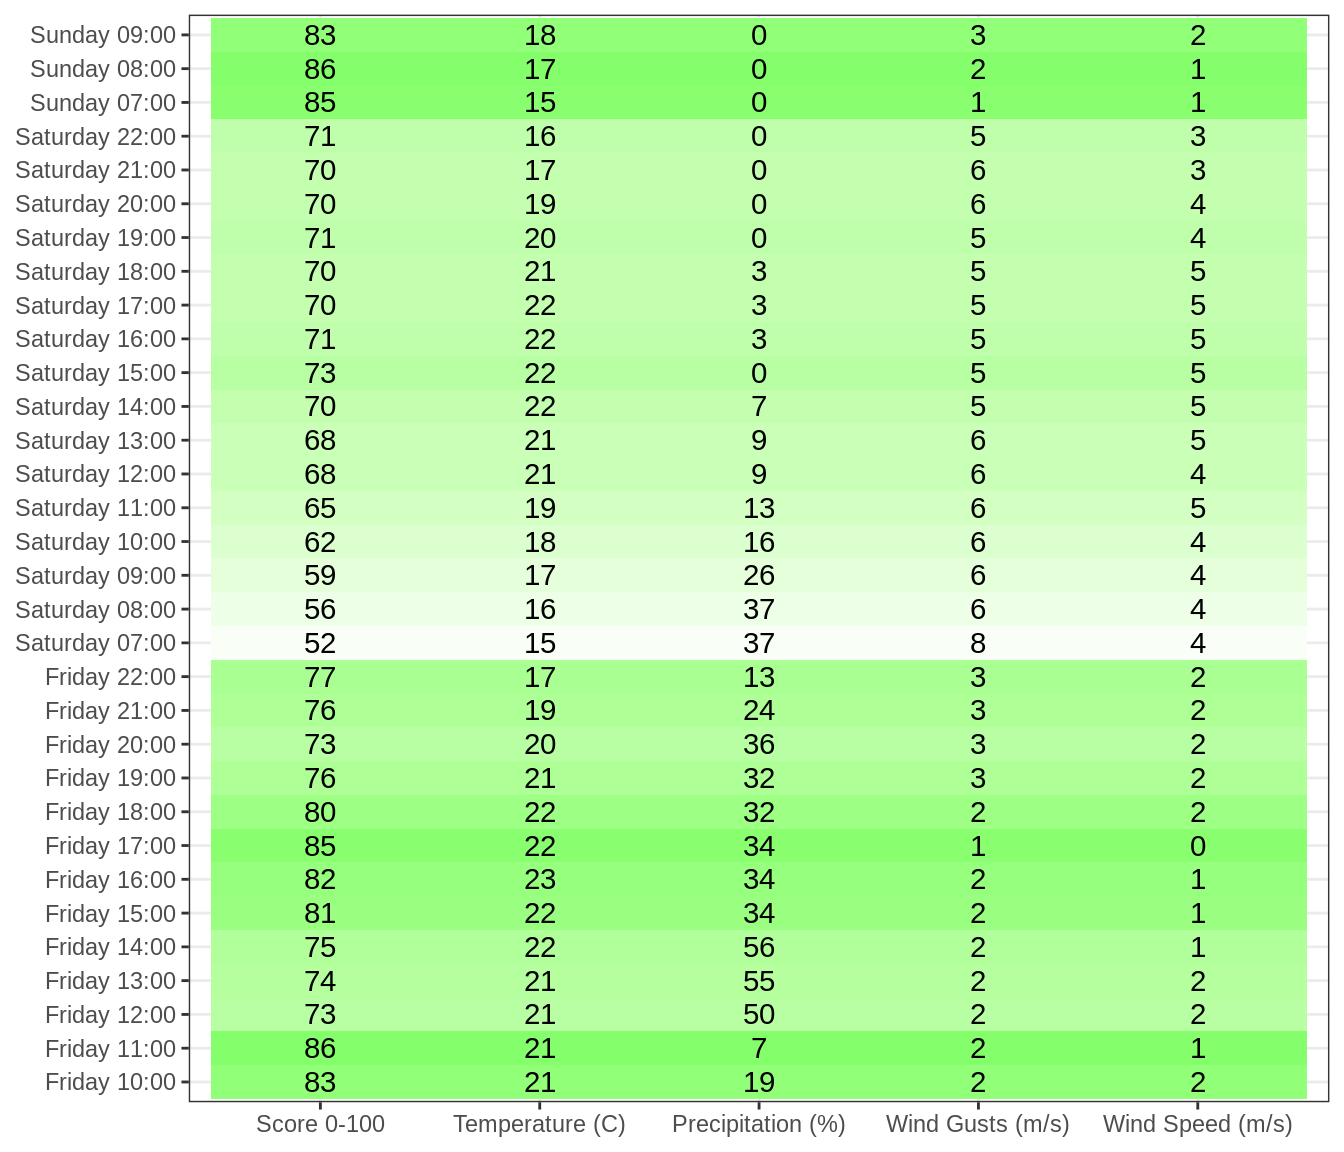 Sunday 09:00 83 18 0 3 2
Sunday 08:00 86 17 0 2 1
Sunday 07:00 85 15 0 1 1
Saturday 22:00 71 16 0 5 3
Saturday 21:00 70 17 0 6 3
Saturday 20:00 70 19 0 6 4
Saturday 19:00 71 20 0 5 4
Saturday 18:00 70 21 3 5 5
Saturday 17:00 70 22 3 5 5
Saturday 16:00 71 22 3 5 5
Saturday 15:00 73 22 0 5 5
Saturday 14:00 70 22 7 5 5
Saturday 13:00 68 21 9 6 5
Saturday 12:00 68 21 9 6 4
Saturday 11:00 65 19 13 6 5
Saturday 10:00 62 18 16 6 4
Saturday 09:00 59 17 26 6 4
Saturday 08:00 56 16 37 6 4
Saturday 07:00 52 15 37 8 4
Friday 22:00 77 17 13 3 2
Friday 21:00 76 19 24 3 2
Friday 20:00 73 20 36 3 2
Friday 19:00 76 21 32 3 2
Friday 18:00 80 22 32 2 2
Friday 17:00 85 22 34 1 0
Friday 16:00 82 23 34 2 1
Friday 15:00 81 22 34 2 1
Friday 14:00 75 22 56 2 1
Friday 13:00 74 21 55 2 2
Friday 12:00 73 21 50 2 2
Friday 11:00 86 21 7 2 1
Friday 10:00 83 21 19 2 2
Score 0-100 Temperature (C) Precipitation (%) Wind Gusts (m/s) Wind Speed (m/s)